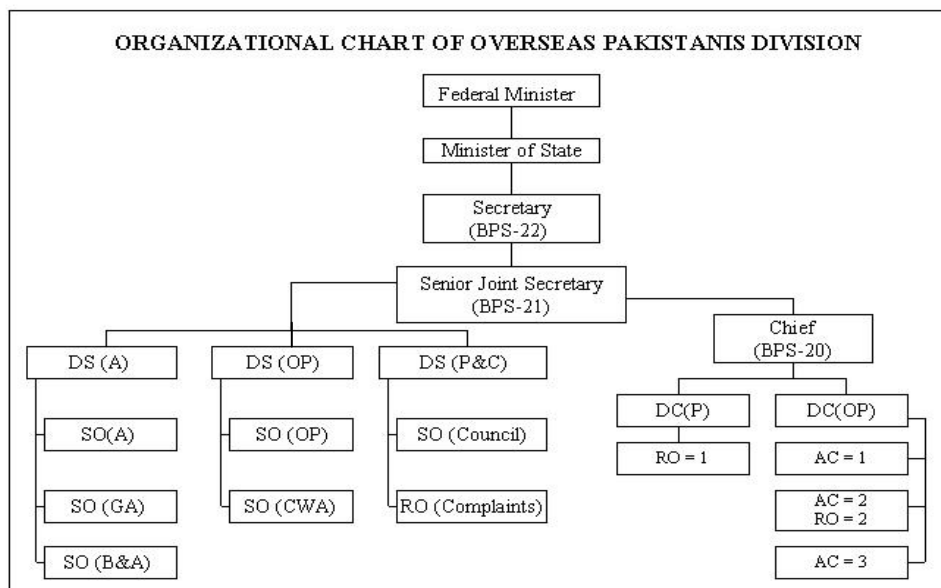 ORGANIZATIONAL CHART OF OVERSEAS PAKISTANIS DIVISION
Federal Minister
Minister of State
Secretary
(BPS-22)
Senior Joint Secretary
(BPS-21)
Chief
(BPS-20)
DS (A)
DS (OP)
DS (P&C)
DC(P)
DC(OP)
SO(A)
SO (OP)
SO (Council)
RO = 1
AC = 1
SO (GA)
SO (CWA)
RO (Complaints)
AC = 2
RO = 2
SO (B&A)
AC = 3